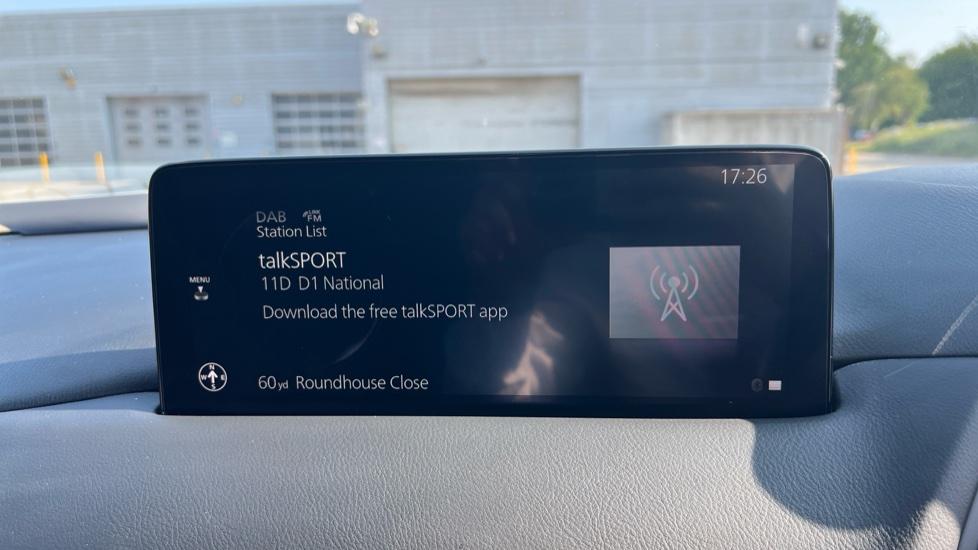 17:26
DAB LINK FM
Station List
talkSPORT
11D D1 National
MENU
Download the free talkSPORT app
N
W E
S
60yd Roundhouse Close